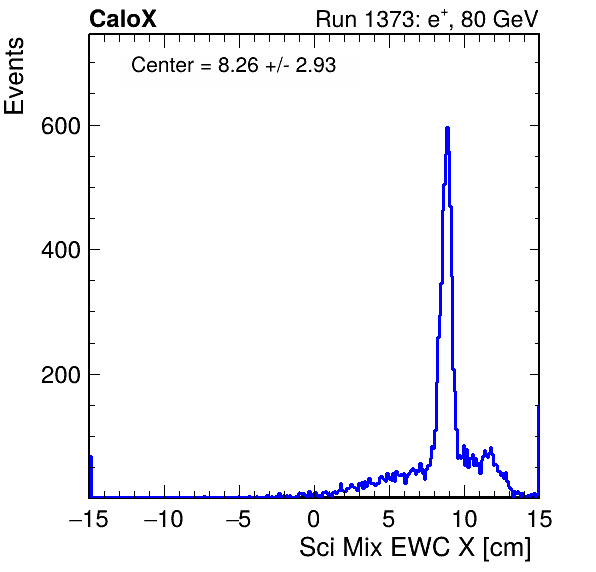 CaloX Run 1373: e⁺, 80 GeV
Center = 8.26 +/- 2.93
Events
600
400
200
−15 −10 −5 0 5 10 15
Sci Mix EWC X [cm]